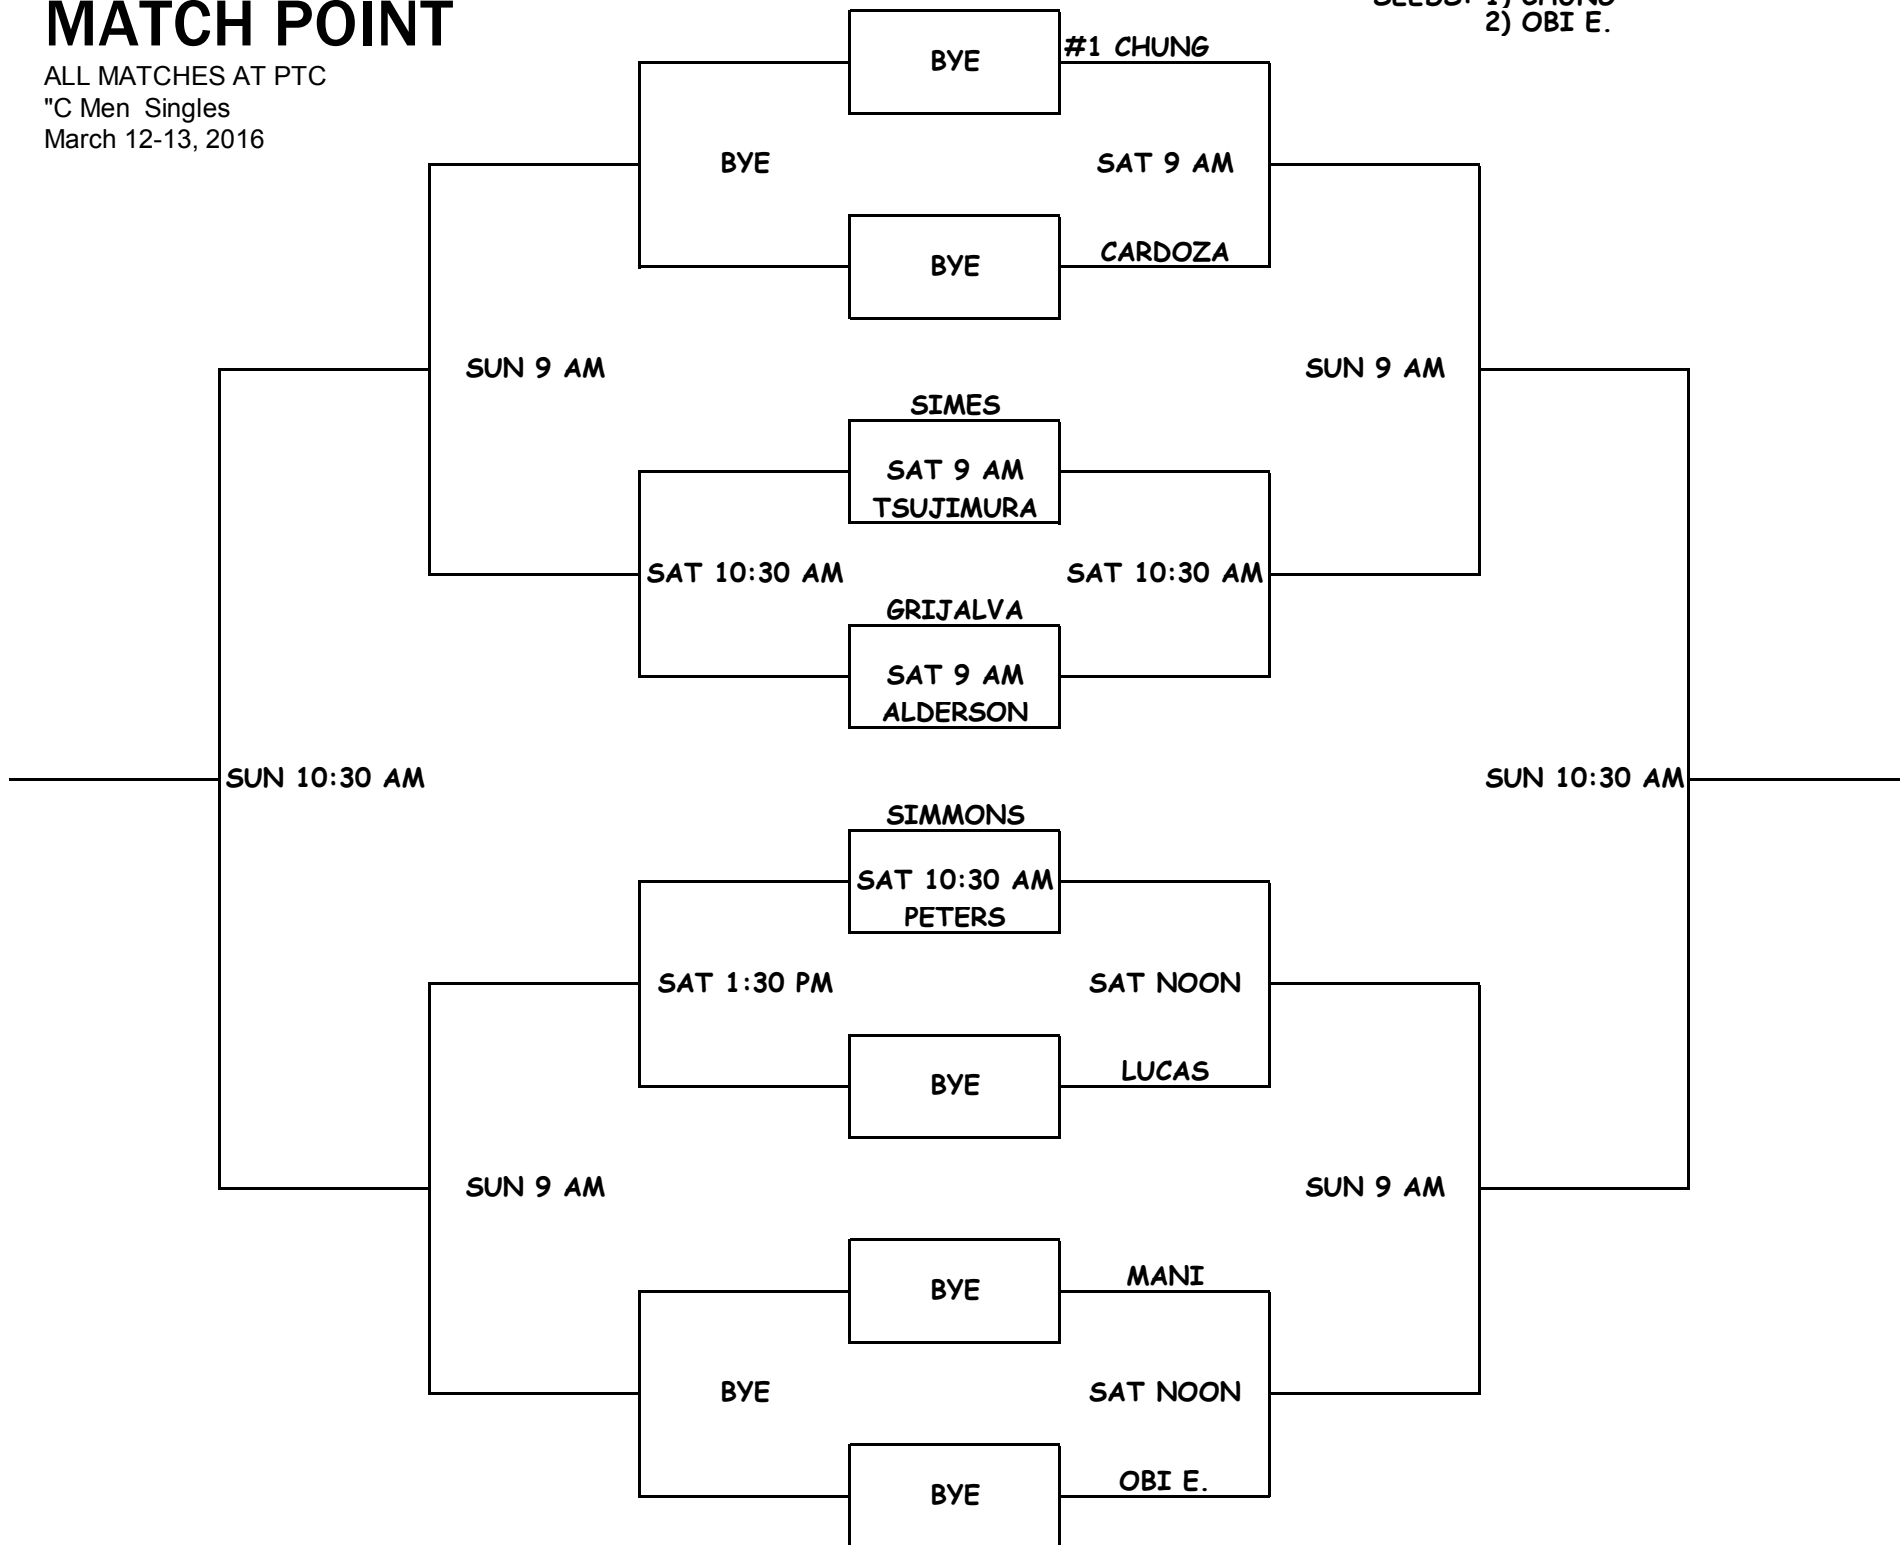 MATCH POINT
SEEDS: 1) CHUNG
2) OBI E.
ALL MATCHES AT PTC
"C Men  Singles
March 12-13, 2016
#1 CHUNG
BYE
BYE
SAT 9 AM
CARDOZA
BYE
SUN 9 AM
SUN 9 AM
SIMES
SAT 9 AM
TSUJIMURA
SAT 10:30 AM
SAT 10:30 AM
GRIJALVA
SAT 9 AM
ALDERSON
SUN 10:30 AM
SUN 10:30 AM
SIMMONS
SAT 10:30 AM
PETERS
SAT 1:30 PM
SAT NOON
LUCAS
BYE
SUN 9 AM
SUN 9 AM
MANI
BYE
BYE
SAT NOON
OBI E.
BYE